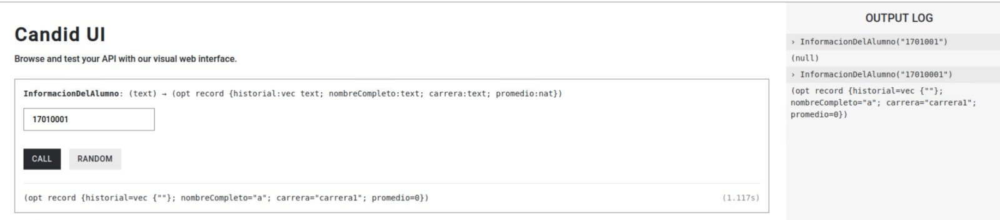 Candid UI
Browse and test your API with our visual web interface.
InformacionDelAlumno: (text) → (opt record {historial:vec text; nombreCompleto:text; carrera:text; promedio:nat})
17010001
CALL
RANDOM
(opt record {historial=vec {""}; nombreCompleto="a"; carrera="carrera1"; promedio=0})
(1.117s)
OUTPUT LOG
› InformacionDelAlumno("1701001")
(null)
› InformacionDelAlumno("17010001")
(opt record {historial=vec {""};
nombreCompleto="a"; carrera="carrera1";
promedio=0})